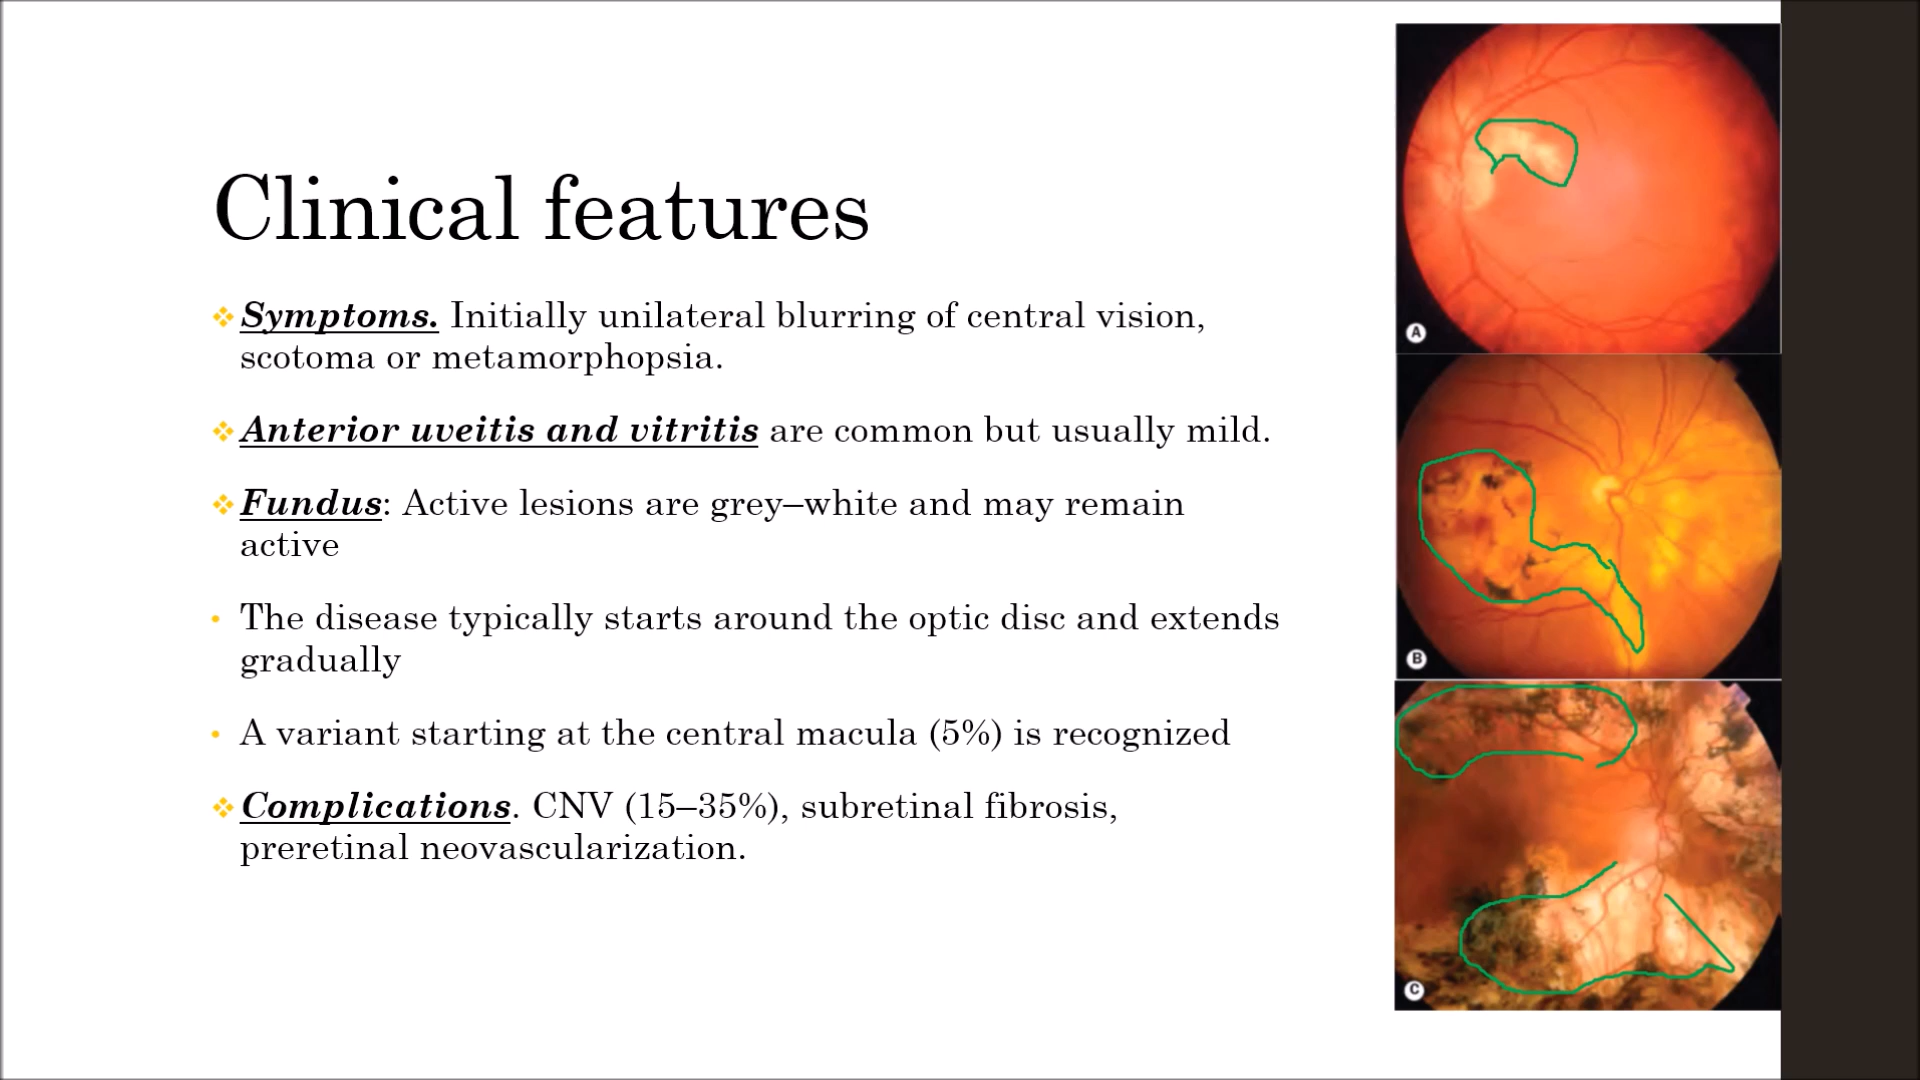 Clinical features
Symptoms. Initially unilateral blurring of central vision,
scotoma or metamorphopsia.
Anterior uveitis and vitritis are common but usually mild.
Fundus: Active lesions are grey–white and may remain
active
The disease typically starts around the optic disc and extends
gradually
A variant starting at the central macula (5%) is recognized
Complications. CNV (15–35%), subretinal fibrosis,
preretinal neovascularization.
A
B
C